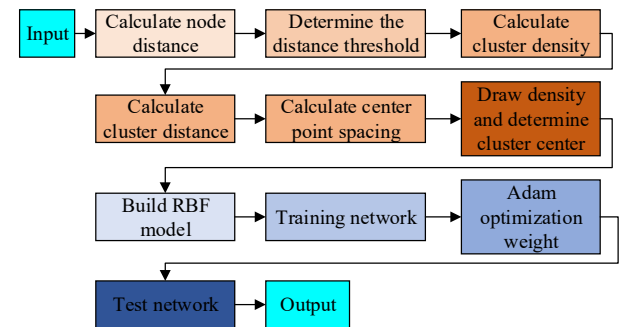 Input
Calculate node
distance
Determine the
distance threshold
Calculate
cluster density
Calculate
cluster distance
Calculate center
point spacing
Draw density
and determine
cluster center
Build RBF
model
Training network
Adam
optimization
weight
Test network
Output